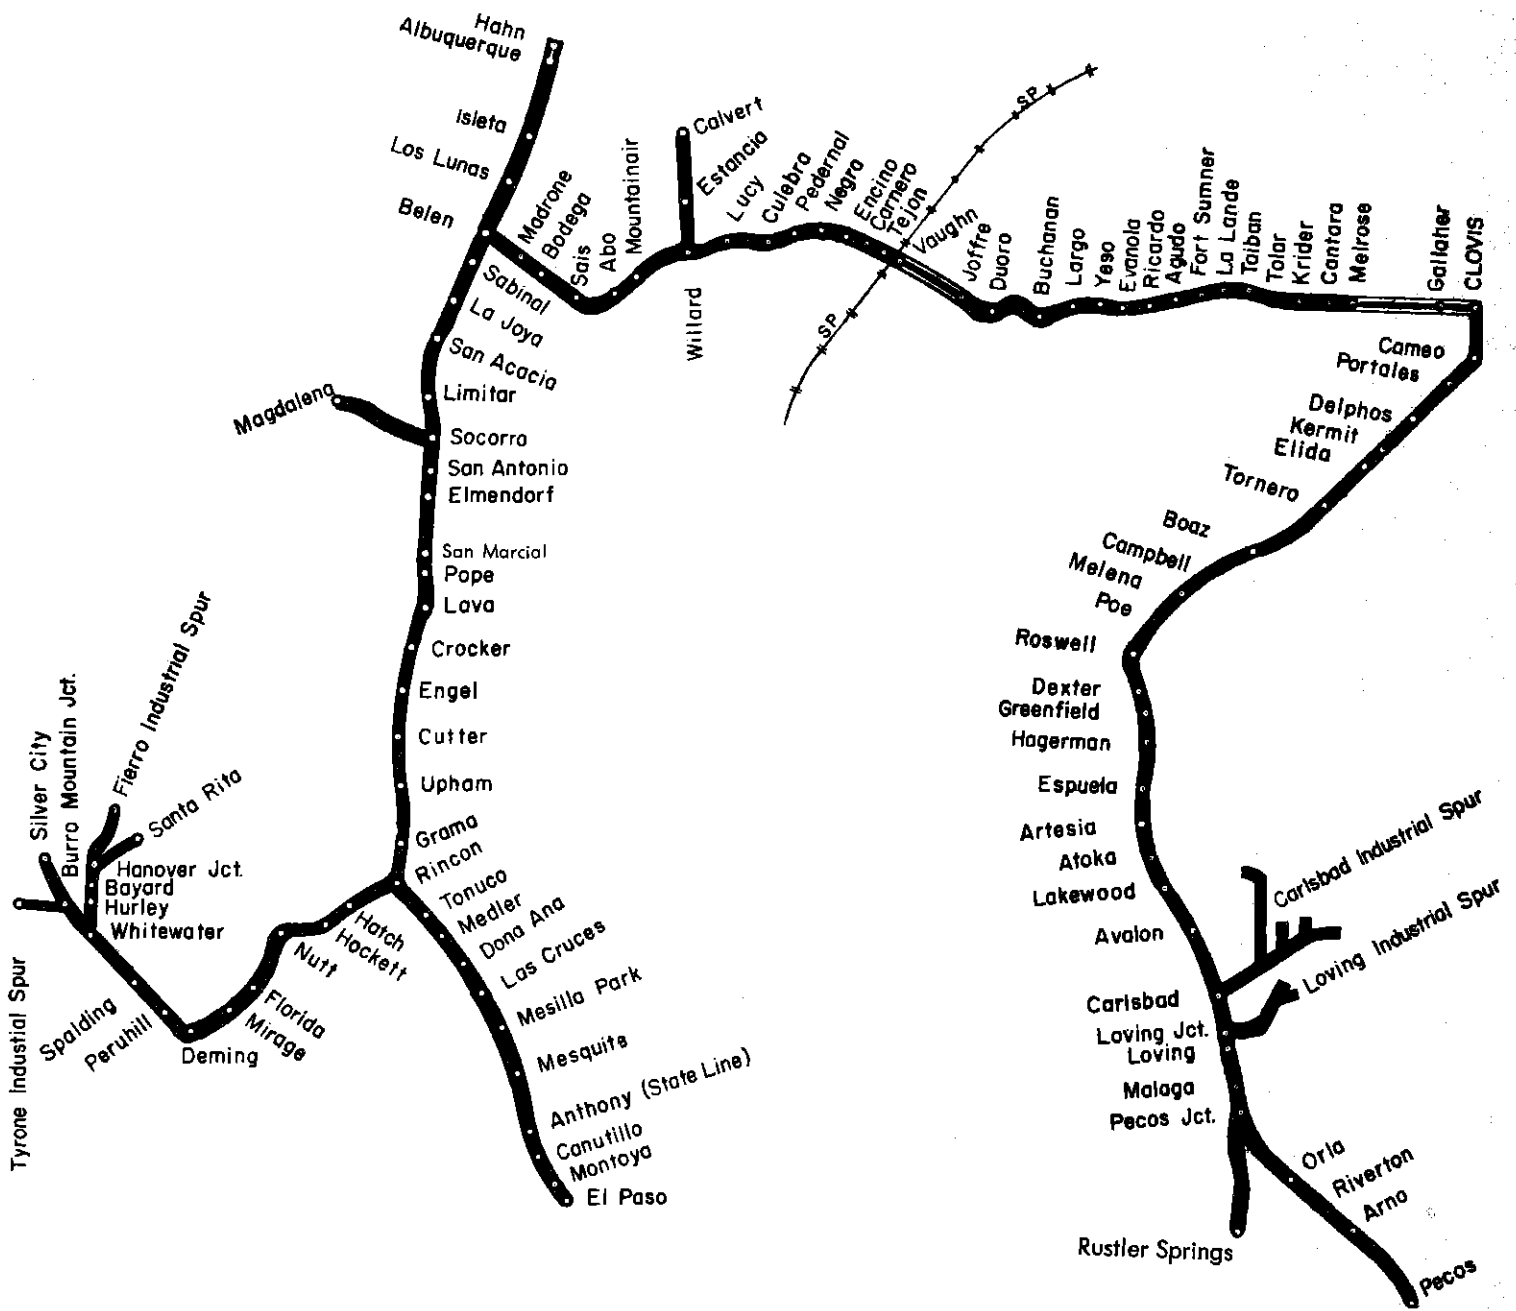 Hahn
Albuquerque
Isleta
Los Lunas
Belen
Madrone
Bodega
Sais
Abo
Mountainair
Willard
Calvert
Estancia
Lucy
Culebra
Pedernal
Negra
Encino
Carnero
Tejon
Vaughn
SP
SP
Joffre
Duoro
Buchanan
Largo
Yeso
Evanola
Ricardo
Agudo
Fort Sumner
La Lande
Taiban
Tolar
Krider
Cantara
Melrose
Gallaher
CLOVIS
Cameo
Portales
Delphos
Kermit
Elida
Tornero
Boaz
Campbell
Melena
Poe
Roswell
Dexter
Greenfield
Hagerman
Espuela
Artesia
Atoka
Lakewood
Avalon
Carlsbad
Carlsbad Industrial Spur
Loving Industrial Spur
Loving Jct.
Loving
Malaga
Pecos Jct.
Rustler Springs
Orla
Riverton
Arno
Pecos
Sabinal
La Joya
San Acacia
Limitar
Magdalena
Socorro
San Antonio
Elmendorf
San Marcial
Pope
Lava
Crocker
Engel
Cutter
Upham
Grama
Rincon
Tonuco
Medler
Dona Ana
Las Cruces
Mesilla Park
Mesquite
Anthony (State Line)
Canutillo
Montoya
El Paso
Hatch
Hockett
Nutt
Florida
Mirage
Deming
Peruhill
Spalding
Whitewater
Hurley
Bayard
Hanover Jct.
Santa Rita
Fierro Industrial Spur
Burro Mountain Jct.
Silver City
Tyrone Industial Spur